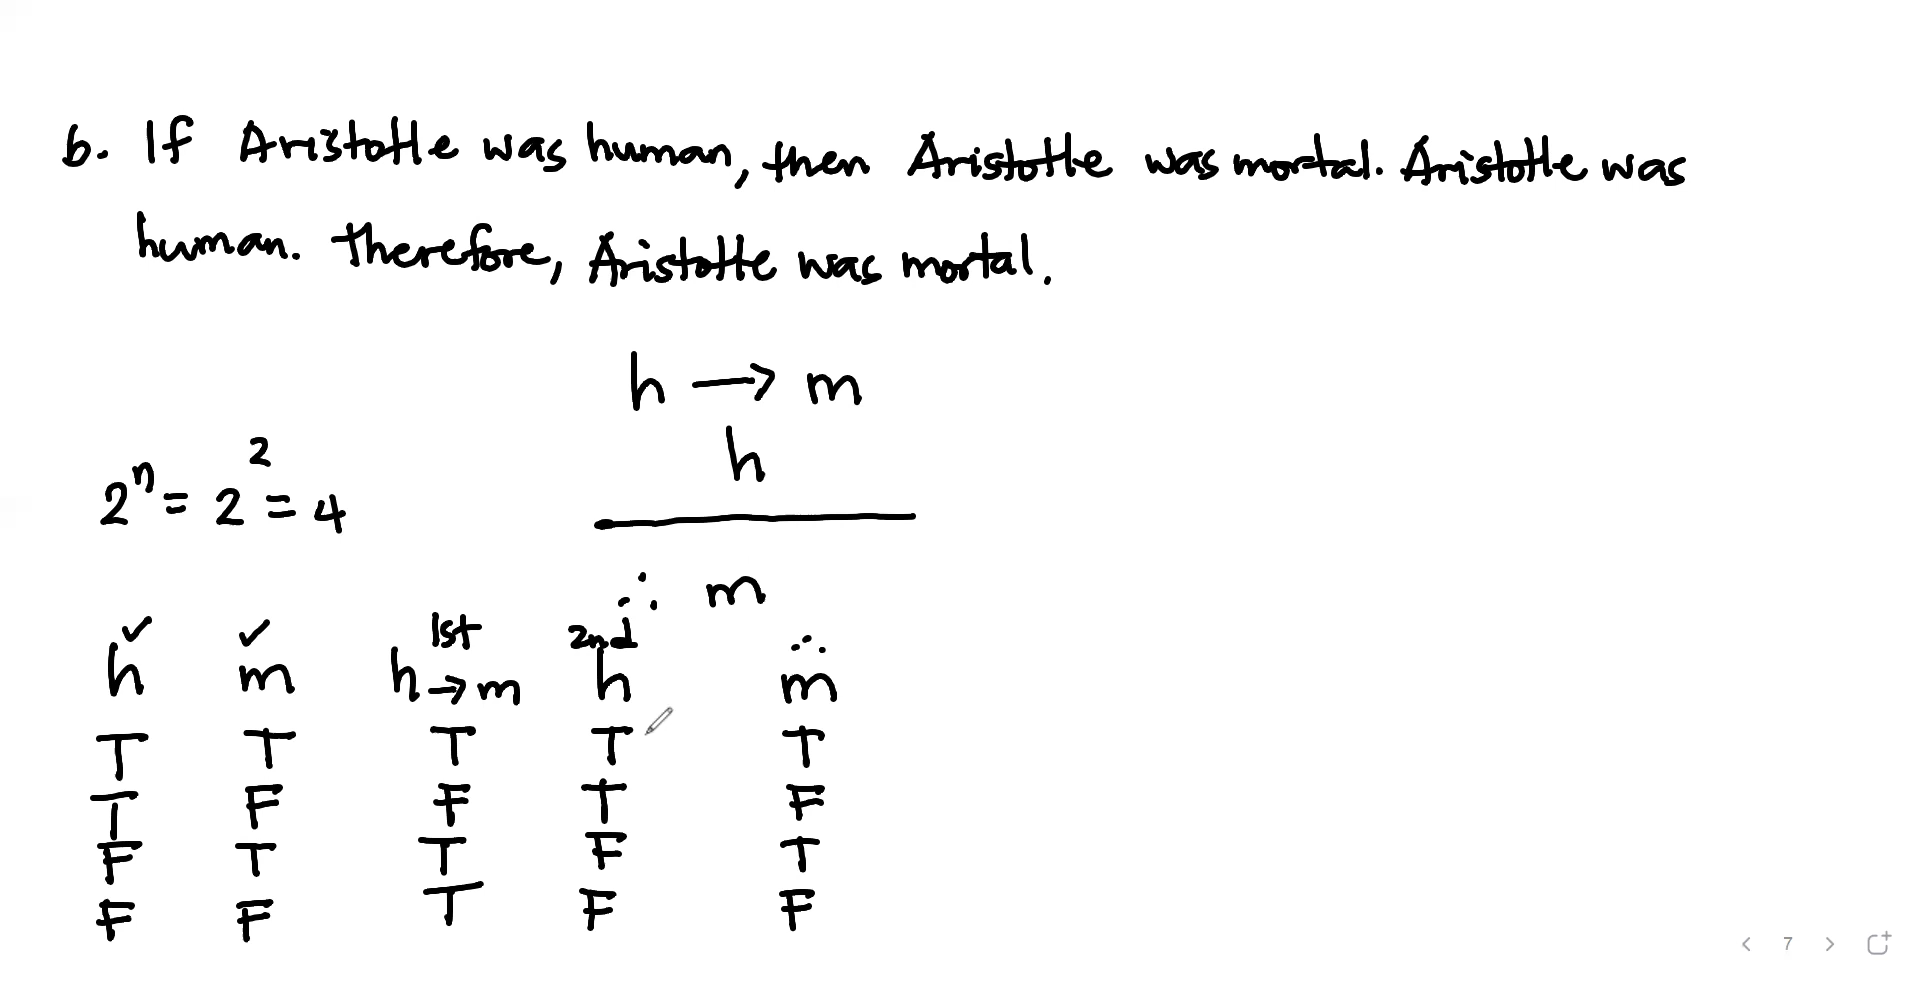 b. If Aristotle was human, then Aristotle was mortal. Aristotle was
human. Therefore, Aristotle was mortal.
h → m
h
2ⁿ = 2² = 4
∴ m
1st 2nd
h ✓ m ✓ h → m h ∴ m
T T T T T
T F F T F
F T T F T
F F T F F
< 7 >